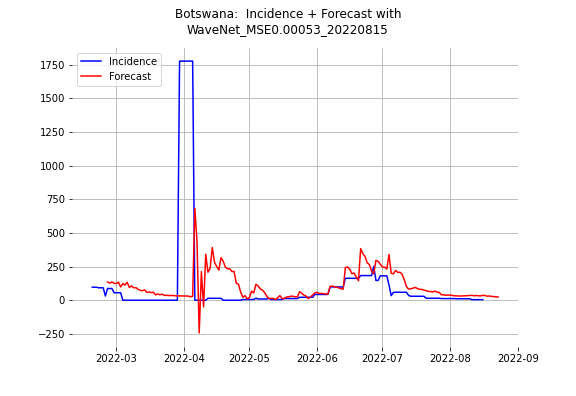 Botswana:  Incidence + Forecast with
WaveNet_MSE0.00053_20220815
Incidence
Forecast
1750
1500
1250
1000
750
500
250
0
−250
2022-03 2022-04 2022-05 2022-06 2022-07 2022-08 2022-09